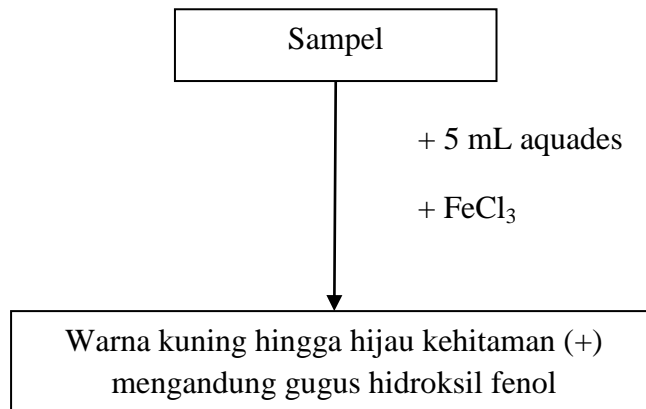 Sampel
+ 5 mL aquades
+ FeCl₃
Warna kuning hingga hijau kehitaman (+)
mengandung gugus hidroksil fenol